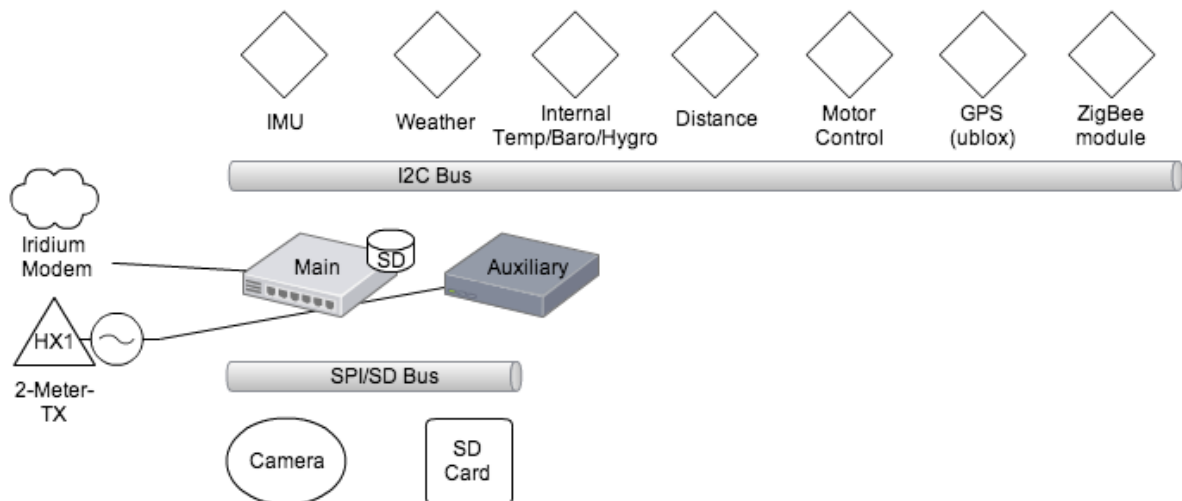 IMU
Weather
Internal
Temp/Baro/Hygro
Distance
Motor
Control
GPS
(ublox)
ZigBee
module
I2C Bus
Iridium
Modem
Main
SD
Auxiliary
HX1
2-Meter-
TX
SPI/SD Bus
Camera
SD
Card